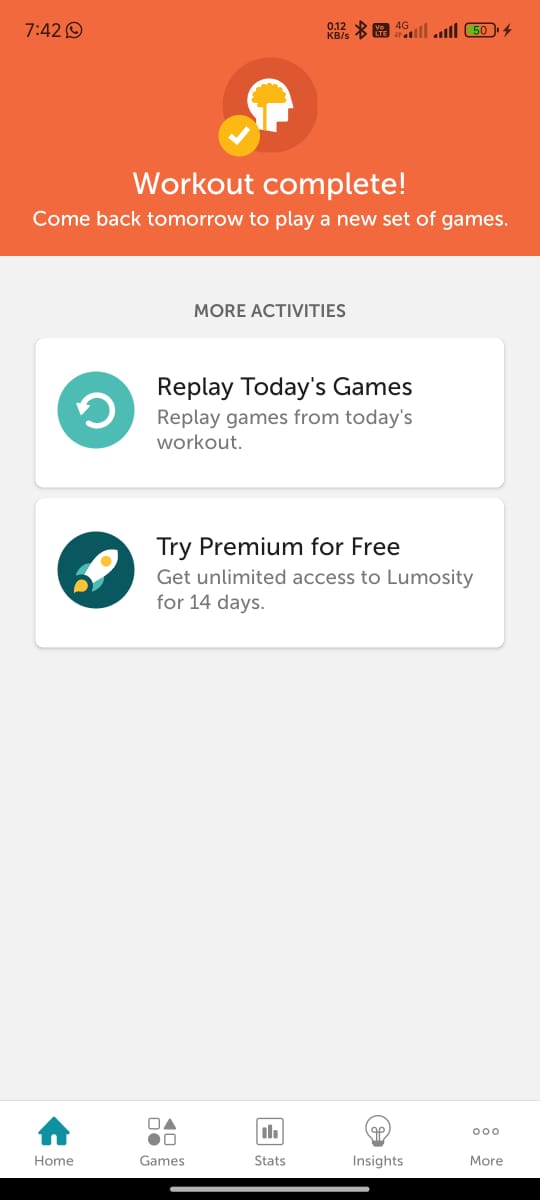 7:42
0.12
KB/s
Vo
LTE
4G
50
Workout complete!
Come back tomorrow to play a new set of games.
MORE ACTIVITIES
Replay Today's Games
Replay games from today's
workout.
Try Premium for Free
Get unlimited access to Lumosity
for 14 days.
Home
Games
Stats
Insights
More